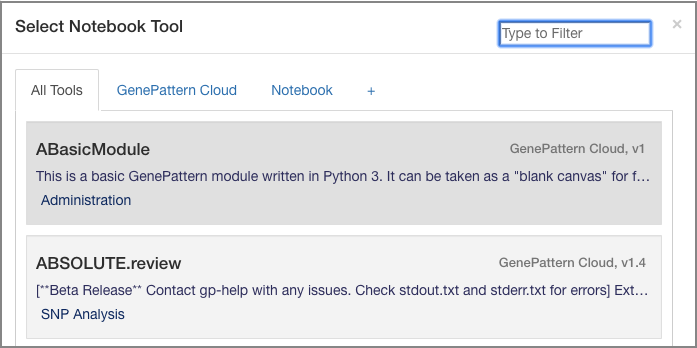 Select Notebook Tool
Type to Filter
×
All Tools
GenePattern Cloud
Notebook
+
ABasicModule
GenePattern Cloud, v1
This is a basic GenePattern module written in Python 3. It can be taken as a "blank canvas" for f…
Administration
ABSOLUTE.review
GenePattern Cloud, v1.4
[**Beta Release** Contact gp-help with any issues. Check stdout.txt and stderr.txt for errors] Ext…
SNP Analysis